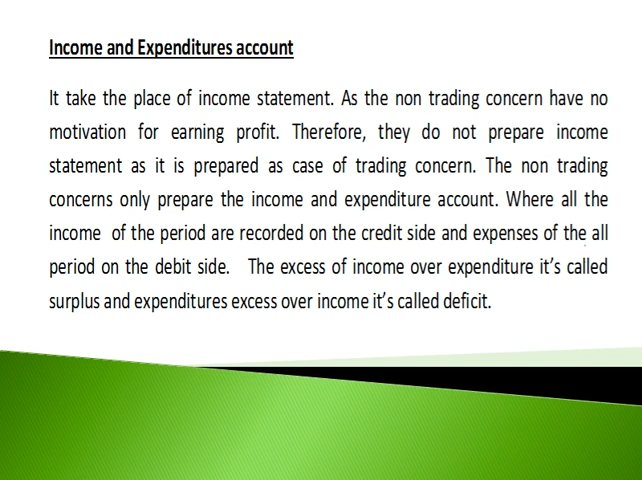 Income and Expenditures account
It take the place of income statement. As the non trading concern have no
motivation for earning profit. Therefore, they do not prepare income
statement as it is prepared as case of trading concern. The non trading
concerns only prepare the income and expenditure account. Where all the
income of the period are recorded on the credit side and expenses of the all
period on the debit side. The excess of income over expenditure it's called
surplus and expenditures excess over income it's called deficit.